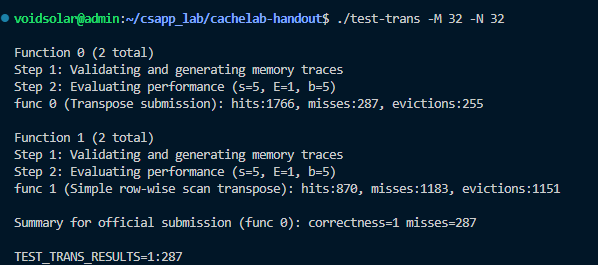 voidsolar@admin:~/csapp_lab/cachelab-handout$ ./test-trans -M 32 -N 32
Function 0 (2 total)
Step 1: Validating and generating memory traces
Step 2: Evaluating performance (s=5, E=1, b=5)
func 0 (Transpose submission): hits:1766, misses:287, evictions:255
Function 1 (2 total)
Step 1: Validating and generating memory traces
Step 2: Evaluating performance (s=5, E=1, b=5)
func 1 (Simple row-wise scan transpose): hits:870, misses:1183, evictions:1151
Summary for official submission (func 0): correctness=1 misses=287
TEST_TRANS_RESULTS=1:287